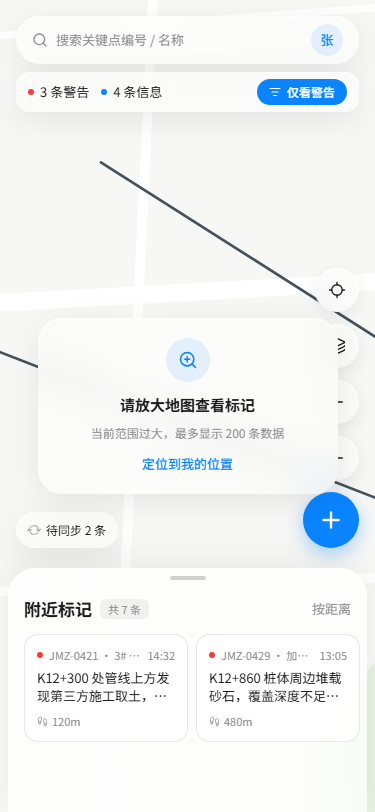 搜索关键点编号 / 名称
张
3 条警告
4 条信息
仅看警告
请放大地图查看标记
当前范围过大，最多显示 200 条数据
定位到我的位置
待同步 2 条
附近标记
共 7 条
按距离
JMZ-0421 · 3# ··· 14:32
K12+300 处管线上方发
现第三方施工取土，···
120m
JMZ-0429 · 加··· 13:05
K12+860 桩体周边堆载
砂石，覆盖深度不足···
480m